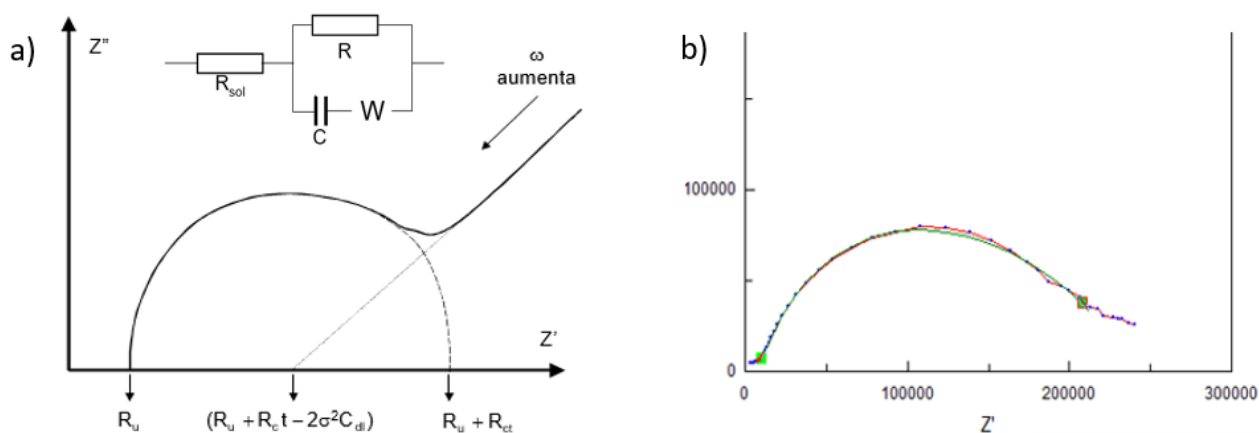 a)
Z"
R
R_sol
C
W
ω
aumenta
Z'
R_u
(R_u + R_c t – 2σ²C_dl)
R_u + R_ct
b)
100000
0
0
100000
200000
300000
Z'